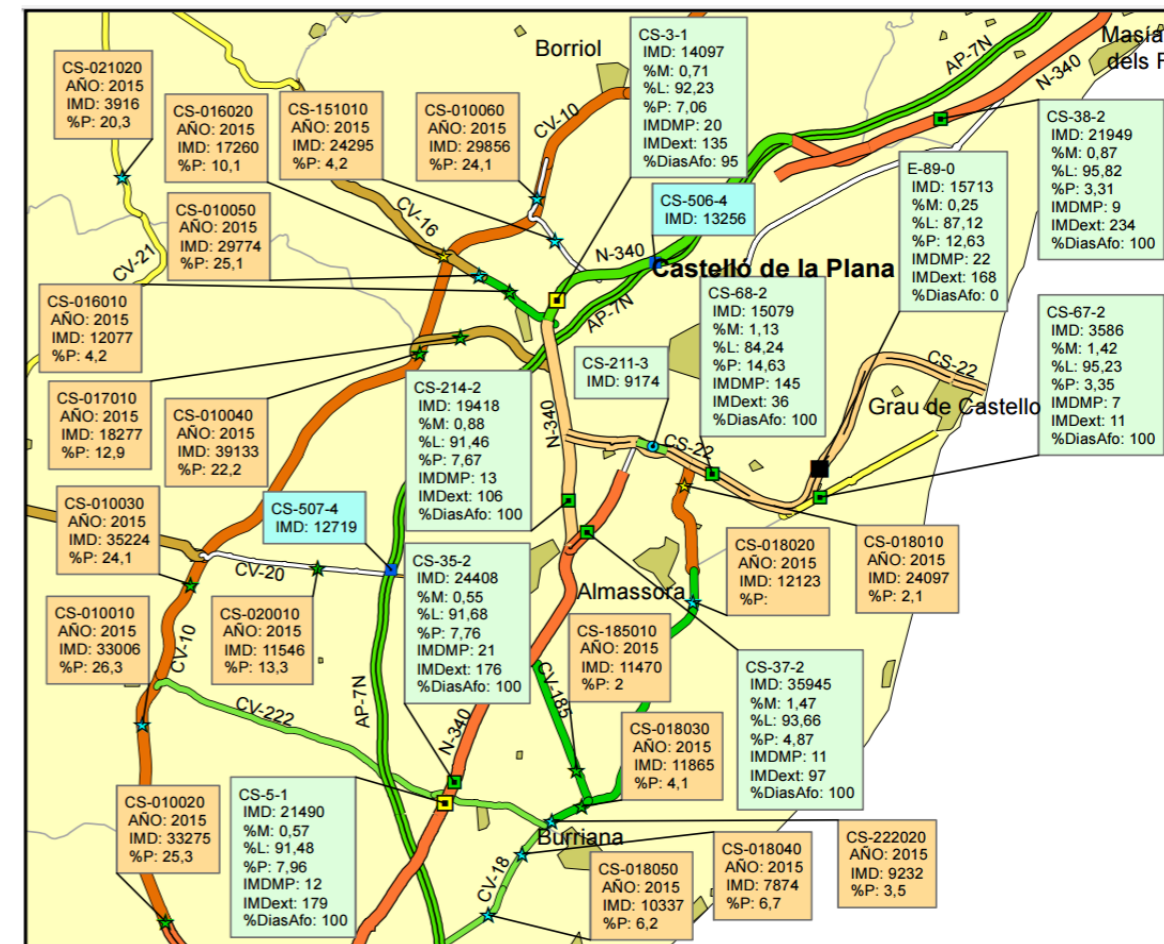 Borriol
Masía
dels F
AP-7N
N-340
CS-021020
AÑO: 2015
IMD: 3916
%P: 20,3
CS-016020
AÑO: 2015
IMD: 17260
%P: 10,1
CS-151010
AÑO: 2015
IMD: 24295
%P: 4,2
CS-010060
AÑO: 2015
IMD: 29856
%P: 24,1
CV-10
CS-3-1
IMD: 14097
%M: 0,71
%L: 92,23
%P: 7,06
IMDMP: 20
IMDext: 135
%DiasAfo: 95
CS-38-2
IMD: 21949
%M: 0,87
%L: 95,82
%P: 3,31
IMDMP: 9
IMDext: 234
%DiasAfo: 100
E-89-0
IMD: 15713
%M: 0,25
%L: 87,12
%P: 12,63
IMDMP: 22
IMDext: 168
%DiasAfo: 0
CS-506-4
IMD: 13256
CS-010050
AÑO: 2015
IMD: 29774
%P: 25,1
CV-16
CV-21
N-340
Castelló de la Plana
AP-7N
CS-016010
AÑO: 2015
IMD: 12077
%P: 4,2
CS-68-2
IMD: 15079
%M: 1,13
%L: 84,24
%P: 14,63
IMDMP: 145
IMDext: 36
%DiasAfo: 100
CS-67-2
IMD: 3586
%M: 1,42
%L: 95,23
%P: 3,35
IMDMP: 7
IMDext: 11
%DiasAfo: 100
CS-211-3
IMD: 9174
CS-22
Grau de Castello
CS-017010
AÑO: 2015
IMD: 18277
%P: 12,9
CS-010040
AÑO: 2015
IMD: 39133
%P: 22,2
CS-214-2
IMD: 19418
%M: 0,88
%L: 91,46
%P: 7,67
IMDMP: 13
IMDext: 106
%DiasAfo: 100
N-340
CS-22
CS-010030
AÑO: 2015
IMD: 35224
%P: 24,1
CS-507-4
IMD: 12719
CV-20
CS-35-2
IMD: 24408
%M: 0,55
%L: 91,68
%P: 7,76
IMDMP: 21
IMDext: 176
%DiasAfo: 100
CS-018020
AÑO: 2015
IMD: 12123
%P:
CS-018010
AÑO: 2015
IMD: 24097
%P: 2,1
Almassora
CS-010010
AÑO: 2015
IMD: 33006
%P: 26,3
CV-10
CS-020010
AÑO: 2015
IMD: 11546
%P: 13,3
CS-185010
AÑO: 2015
IMD: 11470
%P: 2
CS-37-2
IMD: 35945
%M: 1,47
%L: 93,66
%P: 4,87
IMDMP: 11
IMDext: 97
%DiasAfo: 100
CV-222
AP-7N
N-340
CV-185
CS-018030
AÑO: 2015
IMD: 11865
%P: 4,1
CS-010020
AÑO: 2015
IMD: 33275
%P: 25,3
CS-5-1
IMD: 21490
%M: 0,57
%L: 91,48
%P: 7,96
IMDMP: 12
IMDext: 179
%DiasAfo: 100
Burriana
CV-18
CS-018050
AÑO: 2015
IMD: 10337
%P: 6,2
CS-018040
AÑO: 2015
IMD: 7874
%P: 6,7
CS-222020
AÑO: 2015
IMD: 9232
%P: 3,5